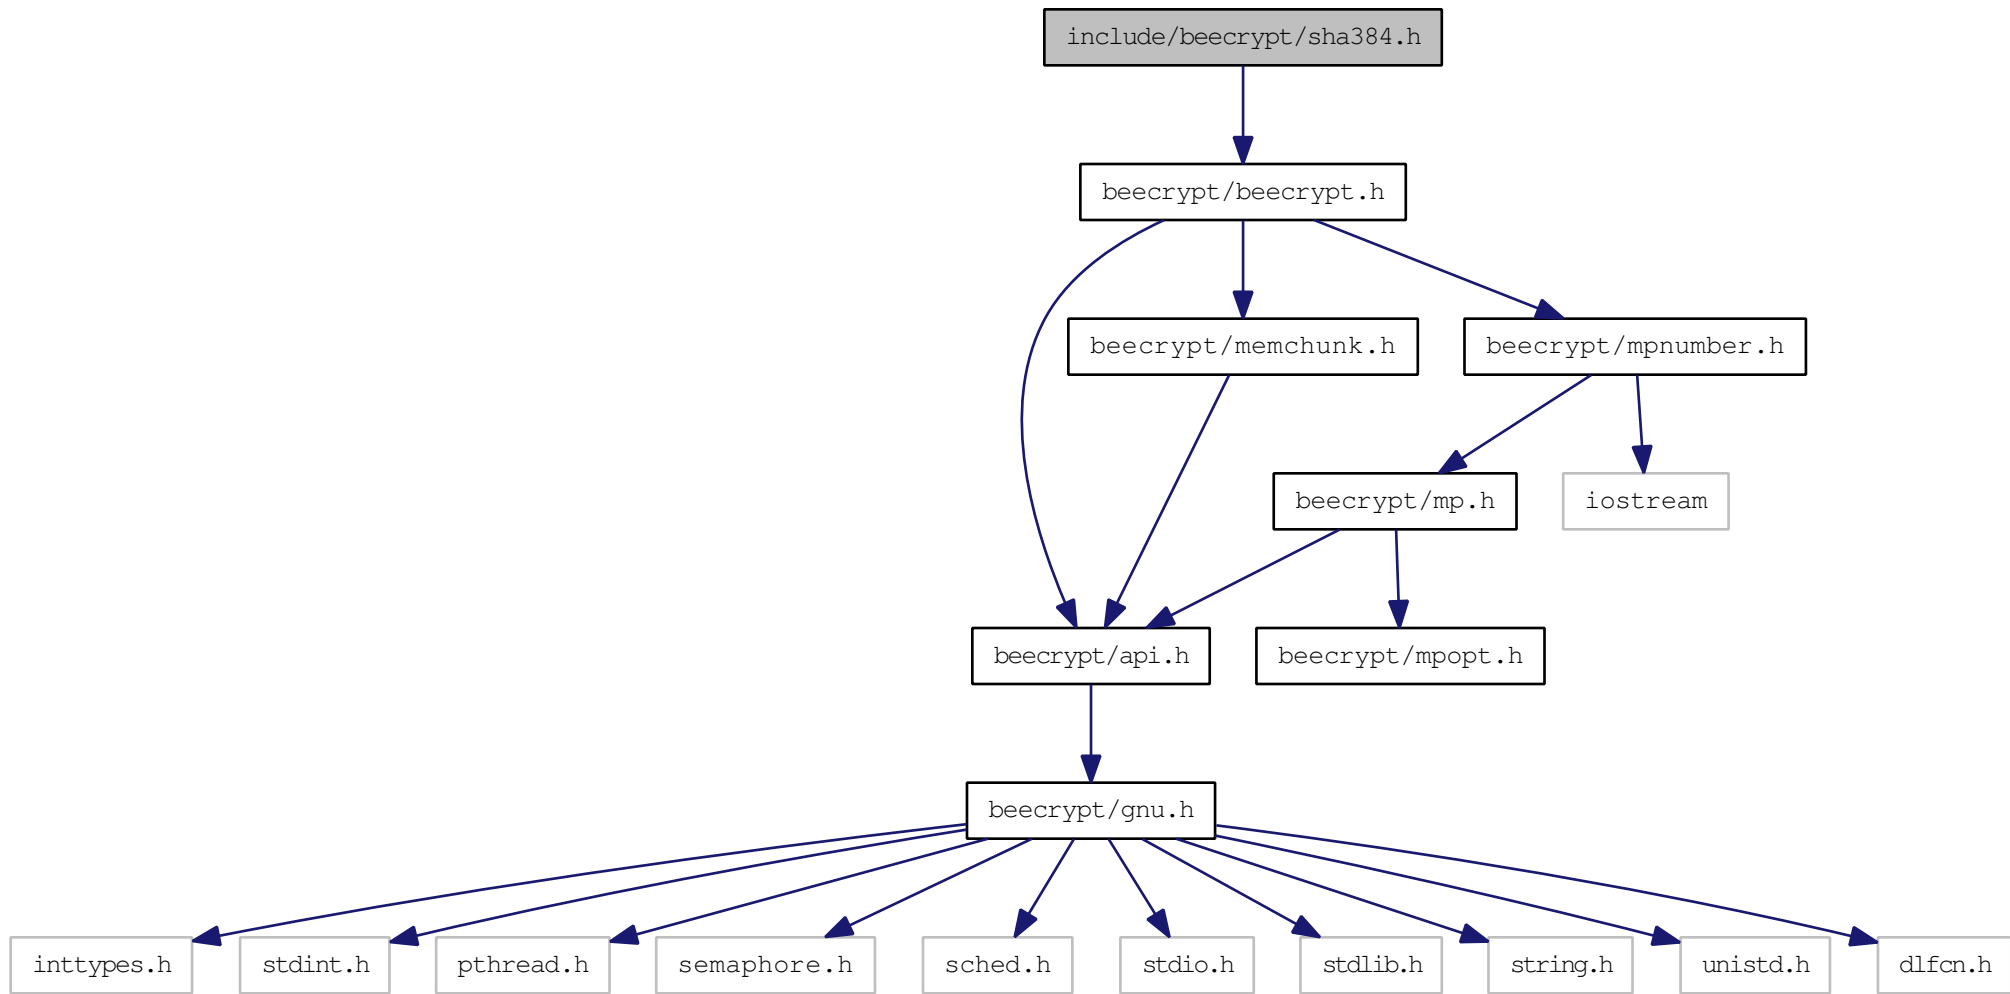 include/beecrypt/sha384.h
beecrypt/beecrypt.h
beecrypt/memchunk.h
beecrypt/mpnumber.h
beecrypt/mp.h
iostream
beecrypt/api.h
beecrypt/mpopt.h
beecrypt/gnu.h
inttypes.h
stdint.h
pthread.h
semaphore.h
sched.h
stdio.h
stdlib.h
string.h
unistd.h
dlfcn.h